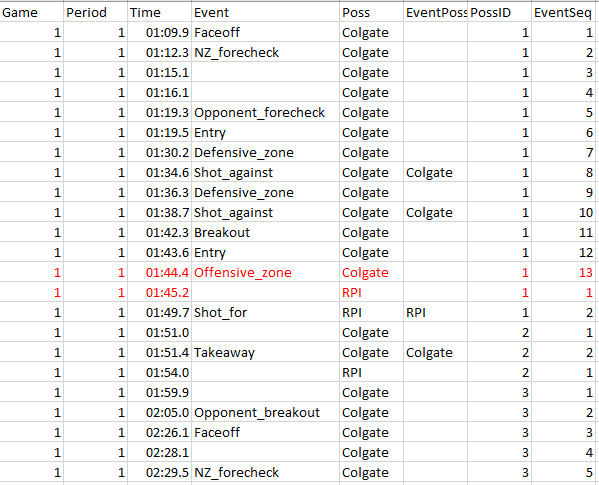 Game Period Time Event Poss EventPoss PossID EventSeq
1 1 01:09.9 Faceoff Colgate 1 1
1 1 01:12.3 NZ_forecheck Colgate 1 2
1 1 01:15.1 Colgate 1 3
1 1 01:16.1 Colgate 1 4
1 1 01:19.3 Opponent_forecheck Colgate 1 5
1 1 01:19.5 Entry Colgate 1 6
1 1 01:30.2 Defensive_zone Colgate 1 7
1 1 01:34.6 Shot_against Colgate Colgate 1 8
1 1 01:36.3 Defensive_zone Colgate 1 9
1 1 01:38.7 Shot_against Colgate Colgate 1 10
1 1 01:42.3 Breakout Colgate 1 11
1 1 01:43.6 Entry Colgate 1 12
1 1 01:44.4 Offensive_zone Colgate 1 13
1 1 01:45.2 RPI 1 1
1 1 01:49.7 Shot_for RPI RPI 1 2
1 1 01:51.0 Colgate 2 1
1 1 01:51.4 Takeaway Colgate Colgate 2 2
1 1 01:54.0 RPI 2 1
1 1 01:59.9 Colgate 3 1
1 1 02:05.0 Opponent_breakout Colgate 3 2
1 1 02:26.1 Faceoff Colgate 3 3
1 1 02:28.1 Colgate 3 4
1 1 02:29.5 NZ_forecheck Colgate 3 5